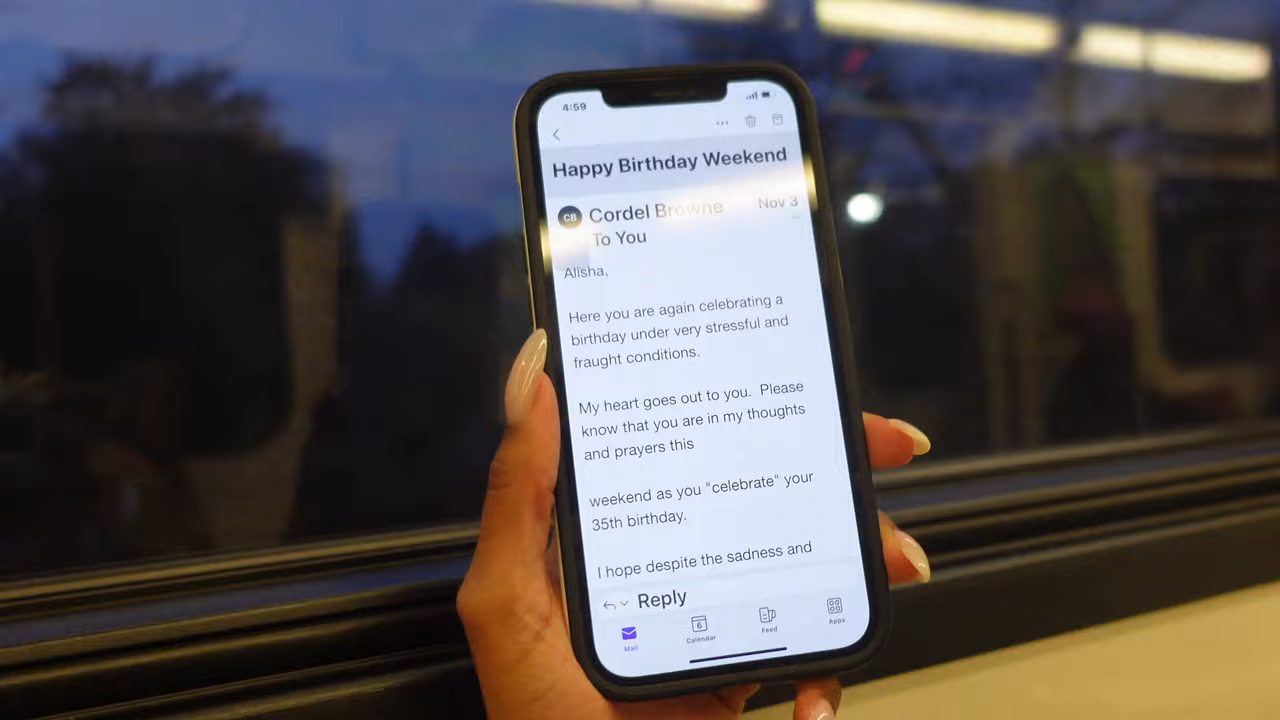 4:59
Happy Birthday Weekend
CB
Cordel Browne
Nov 3
To You
Alisha,
Here you are again celebrating a
birthday under very stressful and
fraught conditions.
My heart goes out to you.  Please
know that you are in my thoughts
and prayers this
weekend as you "celebrate" your
35th birthday.
I hope despite the sadness and
Reply
6
Mail
Calendar
Feed
Apps